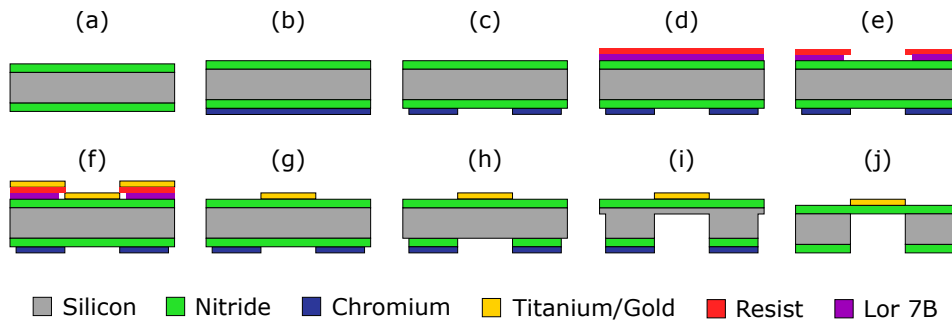 (a) (b) (c) (d) (e)
(f) (g) (h) (i) (j)
Silicon Nitride Chromium Titanium/Gold Resist Lor 7B